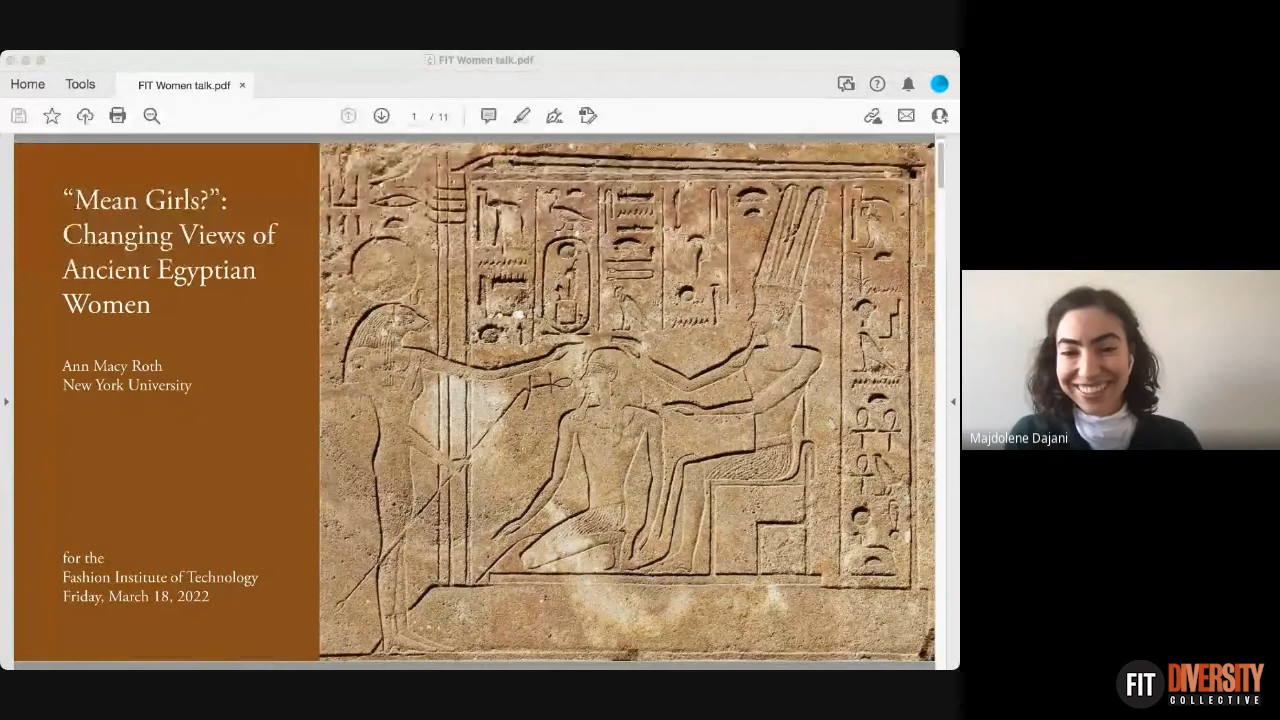 FIT Women talk.pdf
Home
Tools
FIT Women talk.pdf ×
1 / 11
“Mean Girls?”:
Changing Views of
Ancient Egyptian
Women
Ann Macy Roth
New York University
for the
Fashion Institute of Technology
Friday, March 18, 2022
Majdolene Dajani
FIT DIVERSITY
COLLECTIVE